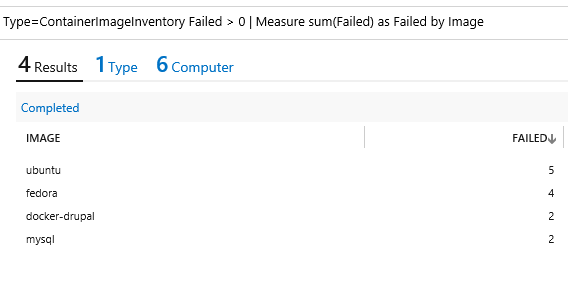 Type=ContainerImageInventory Failed > 0 | Measure sum(Failed) as Failed by Image
4 Results 1 Type 6 Computer
Completed
IMAGE FAILED↓
ubuntu 5
fedora 4
docker-drupal 2
mysql 2